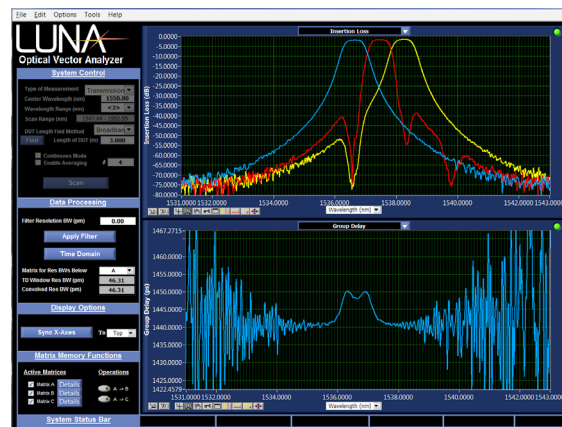 File Edit Options Tools Help
LUNA
Optical Vector Analyzer
System Control
Type of Measurement Transmission
Center Wavelength (nm) 1550.00
Wavelength Range (nm) <2>
Scan Range (nm) 1547.44 - 1552.55
DUT Length Find Method Broadband
Find Length of DUT (m) 3.000
Continuous Mode
Enable Averaging # 4
Scan
Data Processing
Filter Resolution BW (pm) 0.00
Apply Filter
Time Domain
Matrix for Res BWs Below A
TD Window Res BW (pm) 46.31
Convolved Res BW (pm) 46.31
Display Options
Sync X-Axes To Top
Matrix Memory Functions
Active Matrices Operations
Matrix A Details A -> B
Matrix B Details
Matrix C Details A -> C
System Status Bar
Insertion Loss
Insertion Loss (dB)
0.0000
-5.0000
-10.0000
-15.0000
-20.0000
-25.0000
-30.0000
-35.0000
-40.0000
-45.0000
-50.0000
-55.0000
-60.0000
-65.0000
-70.0000
-75.0000
-80.0000
1531.0000 1532.0000 1534.0000 1536.0000 1538.0000 1540.0000 1542.0000 1543.0000
Wavelength (nm)
Group Delay
Group Delay (ps)
1467.2715
1460.0000
1455.0000
1450.0000
1445.0000
1440.0000
1435.0000
1430.0000
1425.0000
1422.4579
1531.0000 1532.0000 1534.0000 1536.0000 1538.0000 1540.0000 1542.0000 1543.0000
Wavelength (nm)